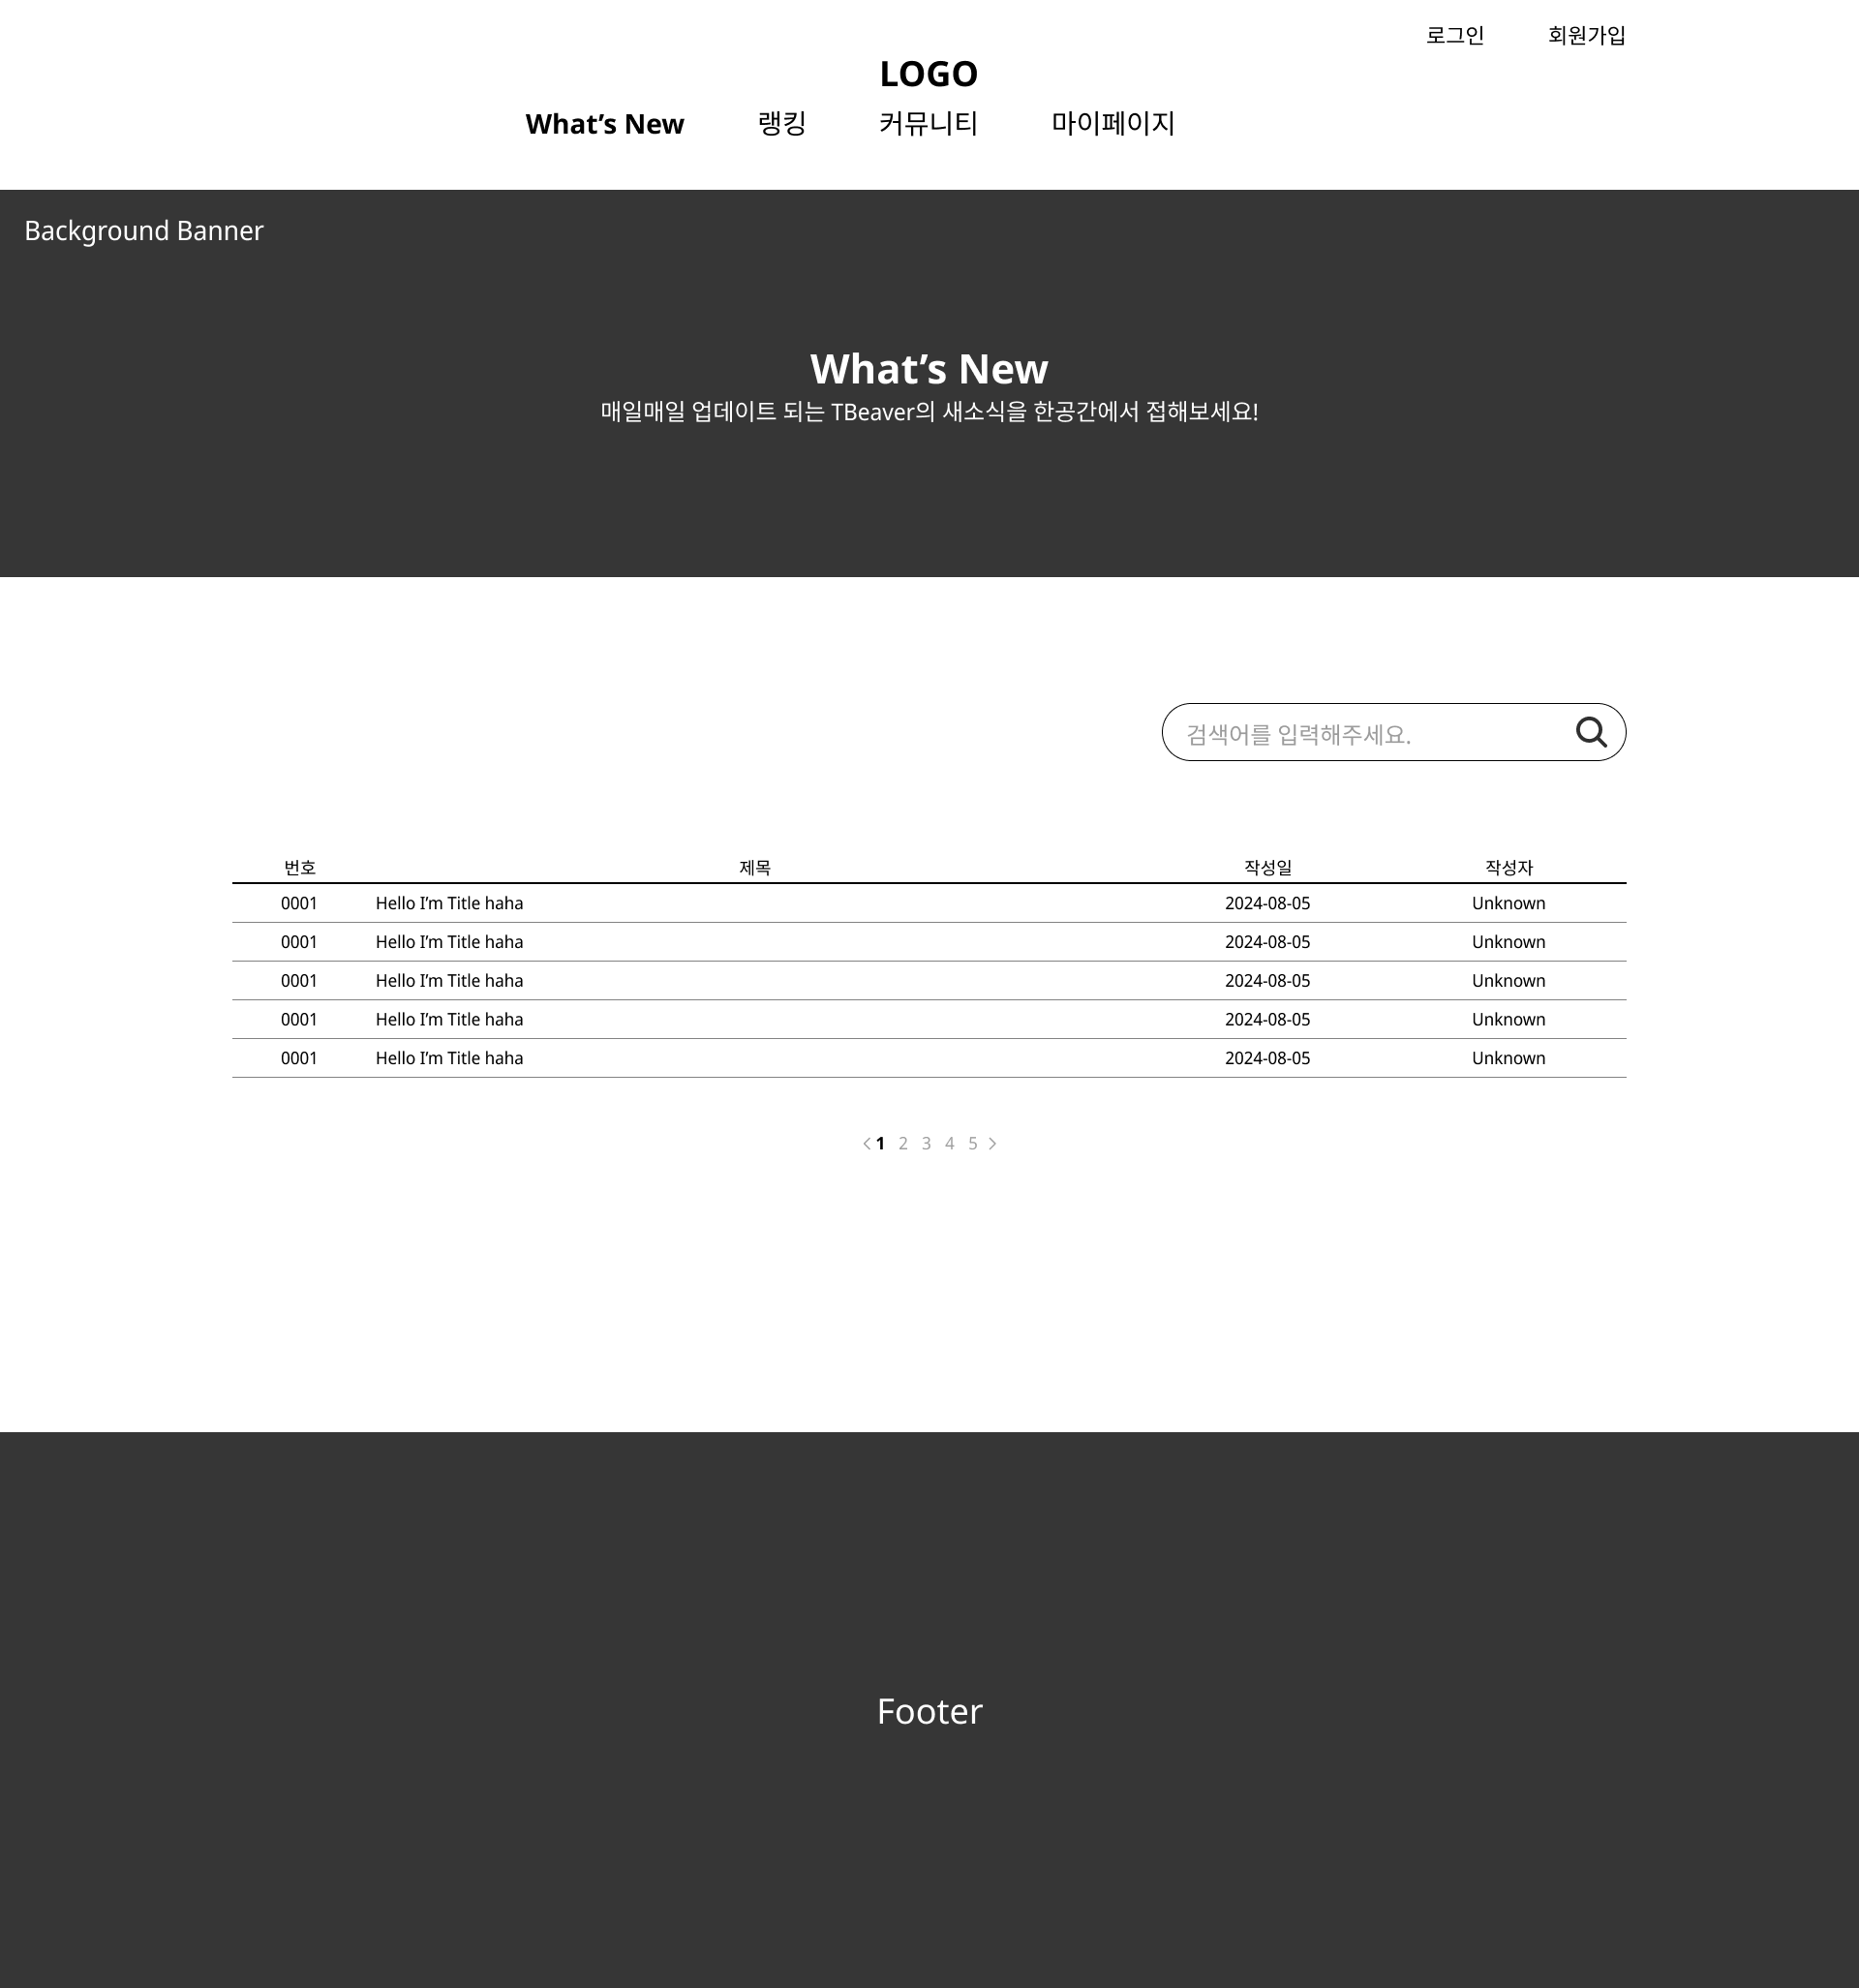 로그인 회원가입
LOGO
What’s New 랭킹 커뮤니티 마이페이지
Background Banner
What’s New
매일매일 업데이트 되는 TBeaver의 새소식을 한공간에서 접해보세요!
검색어를 입력해주세요.
번호 제목 작성일 작성자
0001 Hello I’m Title haha 2024-08-05 Unknown
0001 Hello I’m Title haha 2024-08-05 Unknown
0001 Hello I’m Title haha 2024-08-05 Unknown
0001 Hello I’m Title haha 2024-08-05 Unknown
0001 Hello I’m Title haha 2024-08-05 Unknown
1 2 3 4 5
Footer